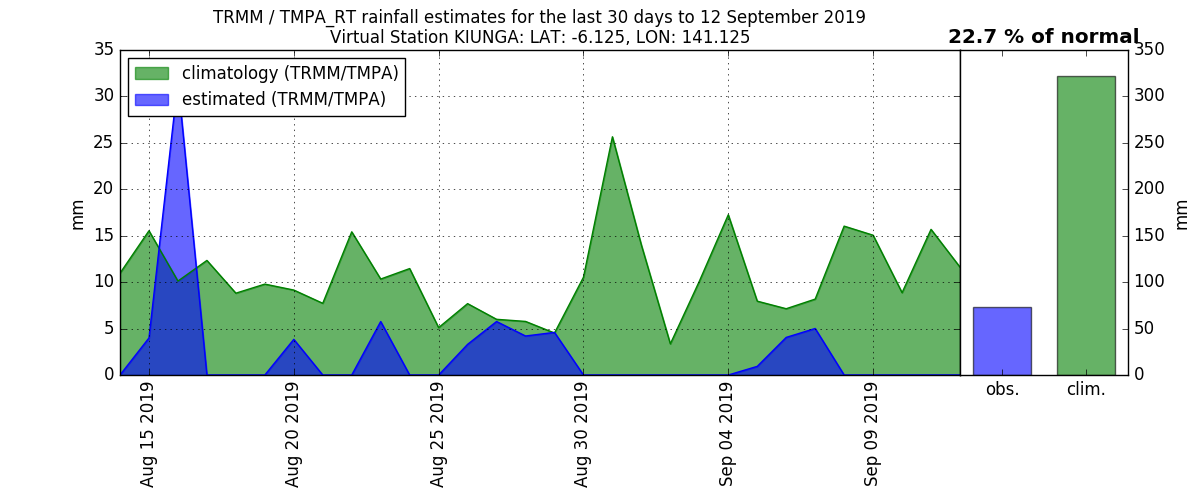 TRMM / TMPA_RT rainfall estimates for the last 30 days to 12 September 2019
Virtual Station KIUNGA: LAT: -6.125, LON: 141.125
22.7 % of normal
climatology (TRMM/TMPA)
estimated (TRMM/TMPA)
mm
35
30
25
20
15
10
5
0
Aug 15 2019
Aug 20 2019
Aug 25 2019
Aug 30 2019
Sep 04 2019
Sep 09 2019
350
300
250
200
150
100
50
0
mm
obs.
clim.